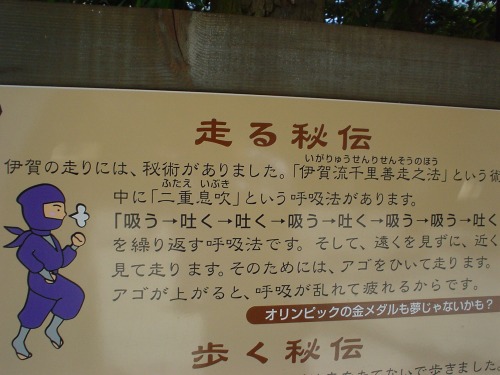 走る秘伝
伊賀の走りには、秘術がありました。「伊賀流千里善走之法」という術
いがりゅうせんりせんそうのほう
中に「二重息吹」という呼吸法があります。
ふたえ いぶき
「吸う→吐く→吐く→吸う→吐く→吸う→吸う→吐く
を繰り返す呼吸法です。そして、遠くを見ずに、近く
見て走ります。そのためには、アゴをひいて走ります。
アゴが上がると、呼吸が乱れて疲れるからです。
オリンピックの金メダルも夢じゃないかも？
歩く秘伝
ないで歩きました。